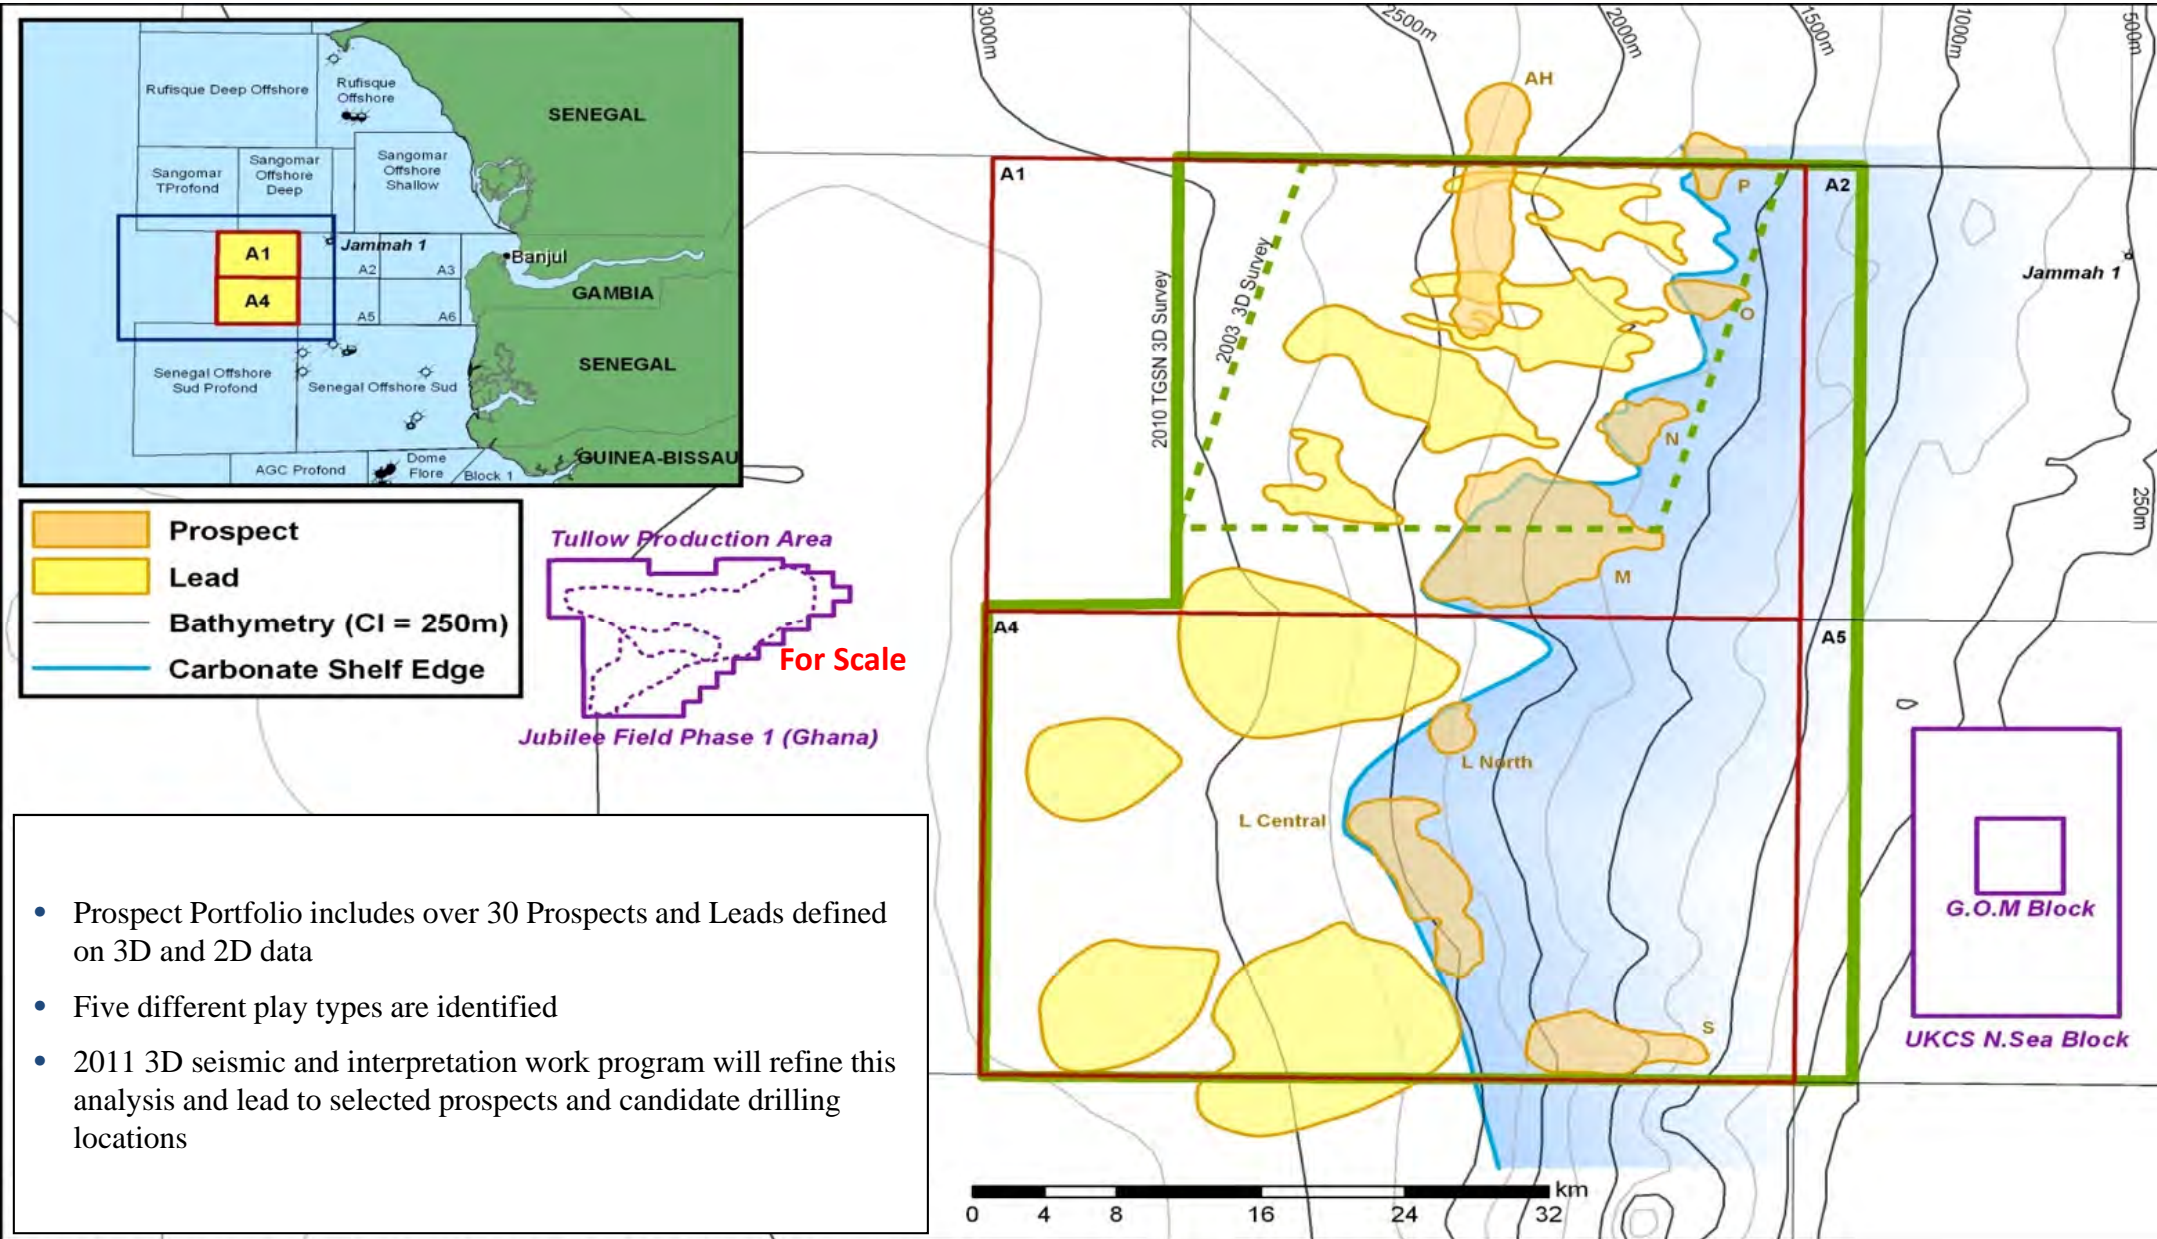 Rufisque Deep Offshore
Rufisque
Offshore
SENEGAL
Sangomar
TProfond
Sangomar
Offshore
Deep
Sangomar
Offshore
Shallow
A1
A4
Jammah 1
A2
A3
A5
A6
Banjul
GAMBIA
SENEGAL
Senegal Offshore
Sud Profond
Senegal Offshore Sud
AGC Profond
Dome
Flore
Block 1
GUINEA-BISSAU
Prospect
Lead
Bathymetry (CI = 250m)
Carbonate Shelf Edge
Tullow Production Area
For Scale
Jubilee Field Phase 1 (Ghana)
• Prospect Portfolio includes over 30 Prospects and Leads defined
on 3D and 2D data
• Five different play types are identified
• 2011 3D seismic and interpretation work program will refine this
analysis and lead to selected prospects and candidate drilling
locations
3000m
2500m
2000m
1500m
1000m
500m
250m
AH
A1
A2
P
2010 TGSN 3D Survey
2003 3D Survey
Jammah 1
O
N
M
A4
A5
L North
L Central
S
G.O.M Block
UKCS N.Sea Block
km
0 4 8 16 24 32